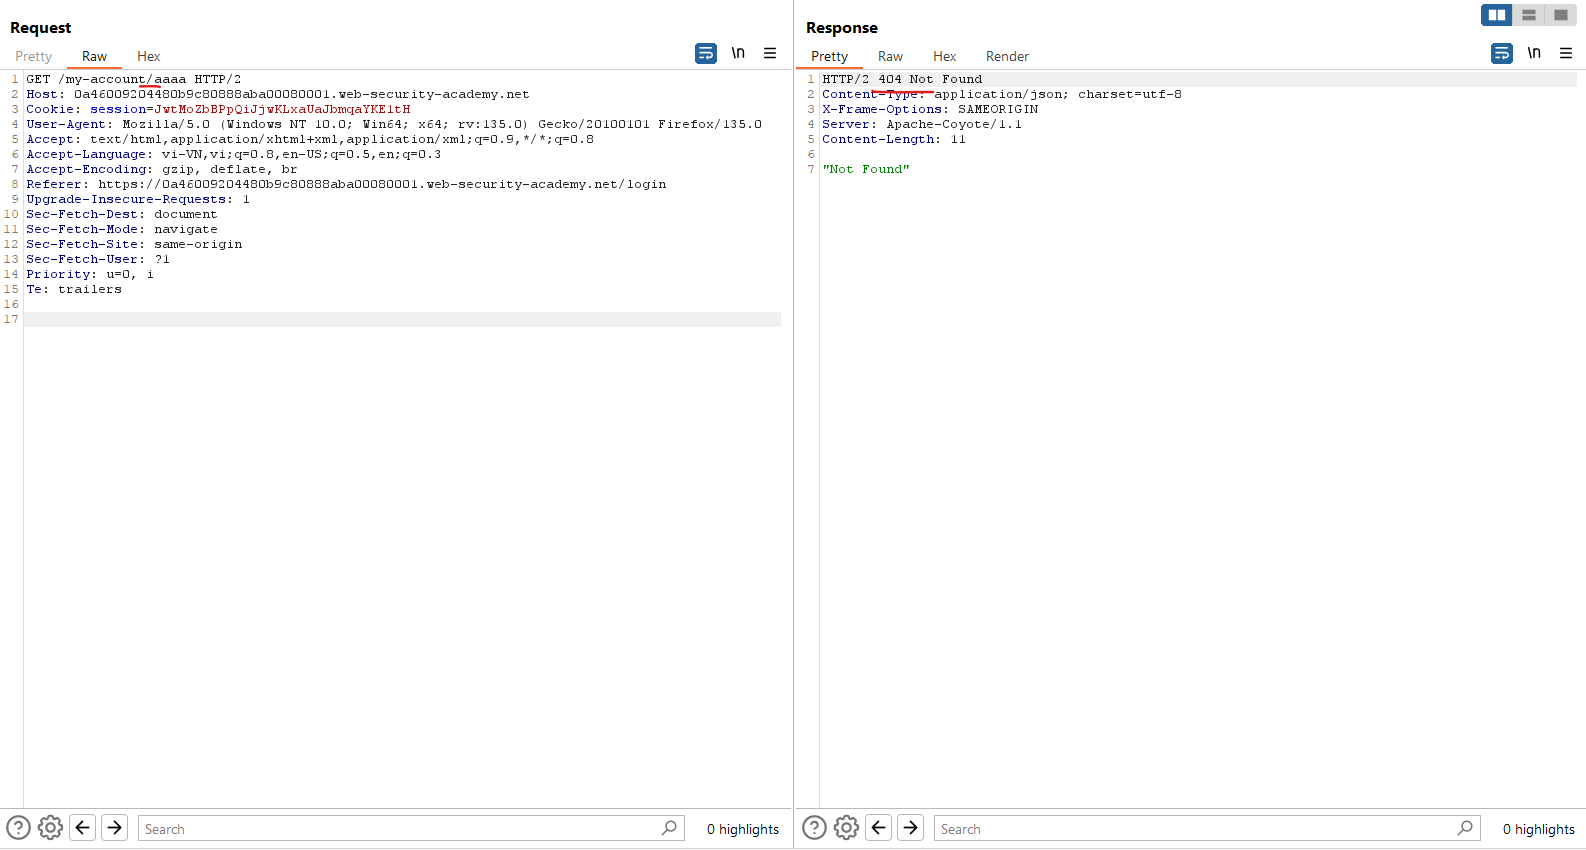 Request
Pretty Raw Hex
\n
1 GET /my-account/aaaa HTTP/2
2 Host: 0a46009204480b9c80888aba00080001.web-security-academy.net
3 Cookie: session=JwtMoZbBPpQiJjwKLxaUaJbmqaYKE1tH
4 User-Agent: Mozilla/5.0 (Windows NT 10.0; Win64; x64; rv:135.0) Gecko/20100101 Firefox/135.0
5 Accept: text/html,application/xhtml+xml,application/xml;q=0.9,*/*;q=0.8
6 Accept-Language: vi-VN,vi;q=0.8,en-US;q=0.5,en;q=0.3
7 Accept-Encoding: gzip, deflate, br
8 Referer: https://0a46009204480b9c80888aba00080001.web-security-academy.net/login
9 Upgrade-Insecure-Requests: 1
10 Sec-Fetch-Dest: document
11 Sec-Fetch-Mode: navigate
12 Sec-Fetch-Site: same-origin
13 Sec-Fetch-User: ?1
14 Priority: u=0, i
15 Te: trailers
16
17
Search
0 highlights
Response
Pretty Raw Hex Render
\n
1 HTTP/2 404 Not Found
2 Content-Type: application/json; charset=utf-8
3 X-Frame-Options: SAMEORIGIN
4 Server: Apache-Coyote/1.1
5 Content-Length: 11
6
7 "Not Found"
Search
0 highlights